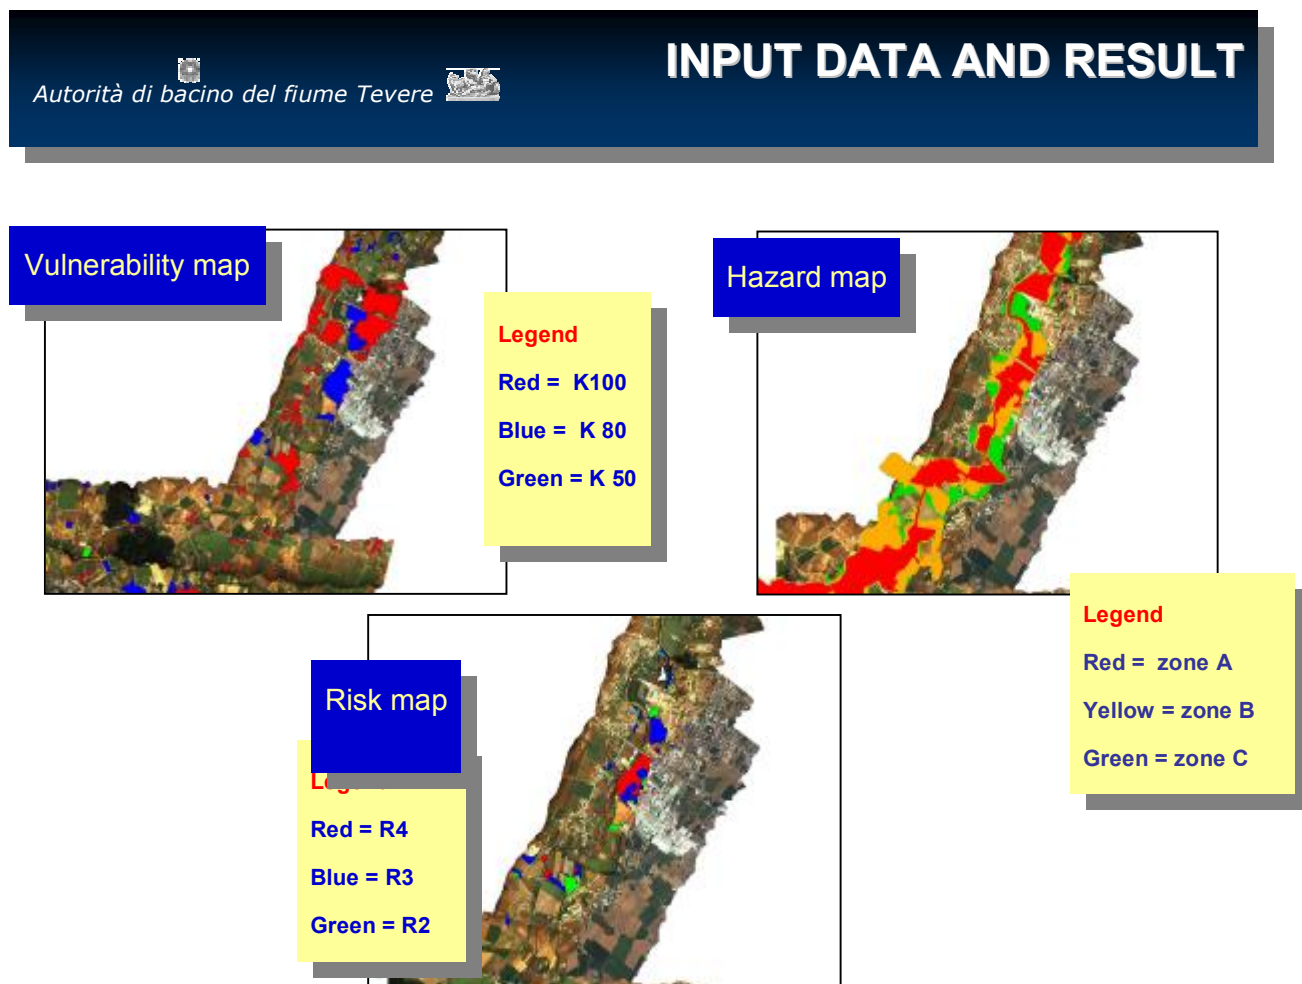 INPUT DATA AND RESULT
Autorità di bacino del fiume Tevere
Vulnerability map
Legend
Red = K100
Blue = K 80
Green = K 50
Hazard map
Legend
Red = zone A
Yellow = zone B
Green = zone C
Risk map
Red = R4
Blue = R3
Green = R2